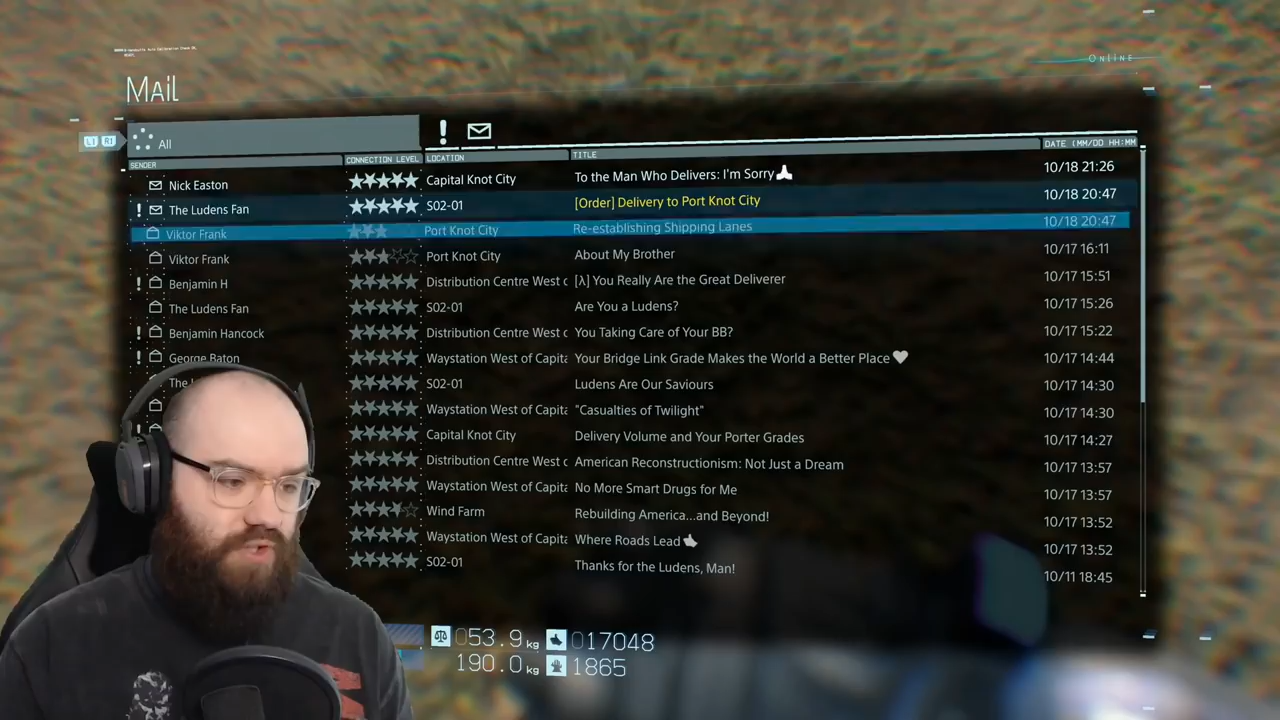 Online
Mail
L1 R1 All !
SENDER CONNECTION LEVEL LOCATION TITLE DATE (MM/DD HH:MM
Nick Easton Capital Knot City To the Man Who Delivers: I'm Sorry 10/18 21:26
! The Ludens Fan S02-01 [Order] Delivery to Port Knot City 10/18 20:47
Viktor Frank Port Knot City Re-establishing Shipping Lanes 10/18 20:47
Viktor Frank Port Knot City About My Brother 10/17 16:11
! Benjamin H Distribution Centre West o [λ] You Really Are the Great Deliverer 10/17 15:51
The Ludens Fan S02-01 Are You a Ludens? 10/17 15:26
! Benjamin Hancock Distribution Centre West o You Taking Care of Your BB? 10/17 15:22
! George Baton Waystation West of Capita Your Bridge Link Grade Makes the World a Better Place 10/17 14:44
The S02-01 Ludens Are Our Saviours 10/17 14:30
Waystation West of Capita "Casualties of Twilight" 10/17 14:30
! Capital Knot City Delivery Volume and Your Porter Grades 10/17 14:27
Distribution Centre West o American Reconstructionism: Not Just a Dream 10/17 13:57
Waystation West of Capita No More Smart Drugs for Me 10/17 13:57
Wind Farm Rebuilding America...and Beyond! 10/17 13:52
Waystation West of Capita Where Roads Lead 10/17 13:52
S02-01 Thanks for the Ludens, Man! 10/11 18:45
053.9 kg 017048
190.0 kg 1865